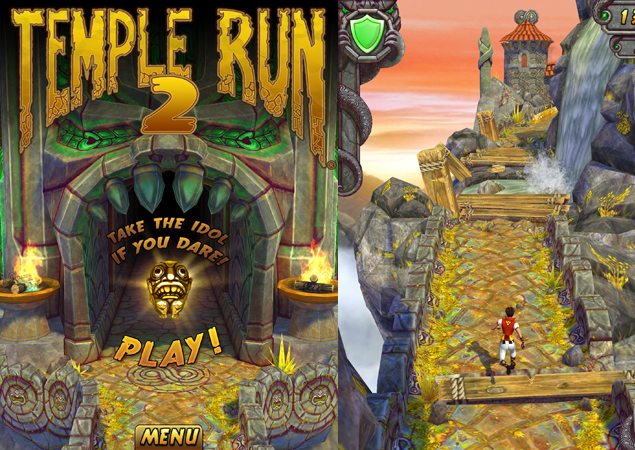 TEMPLE RUN
2
TAKE THE IDOL
IF YOU DARE!
PLAY!
MENU